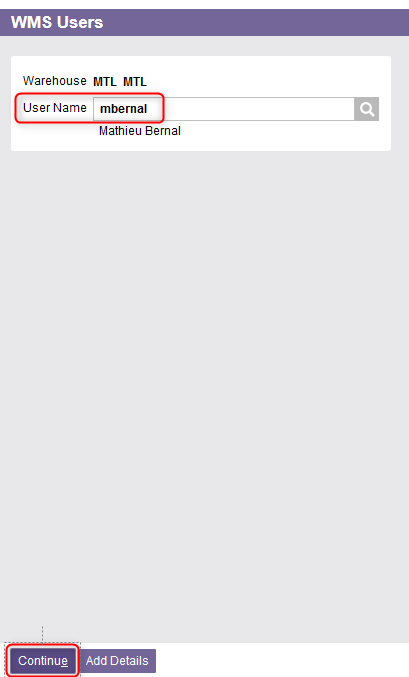 WMS Users
Warehouse MTL MTL
User Name mbernal
Mathieu Bernal
Continue Add Details